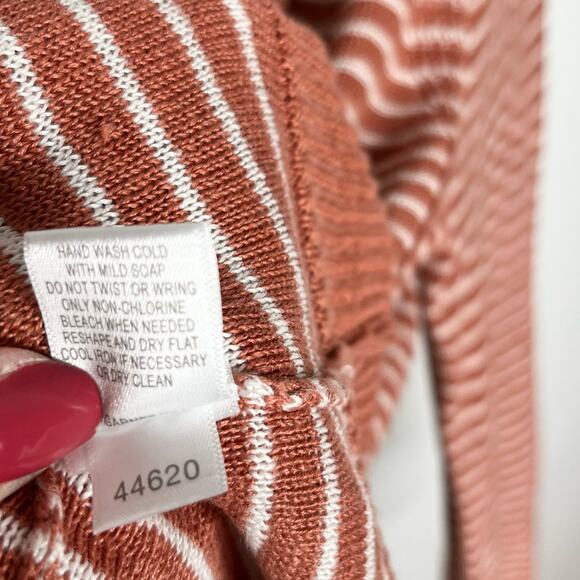 HAND WASH COLD
WITH MILD SOAP
DO NOT TWIST OR WRING
ONLY NON-CHLORINE
BLEACH WHEN NEEDED
RESHAPE AND DRY FLAT
COOL IRON IF NECESSARY
OR DRY CLEAN
44620